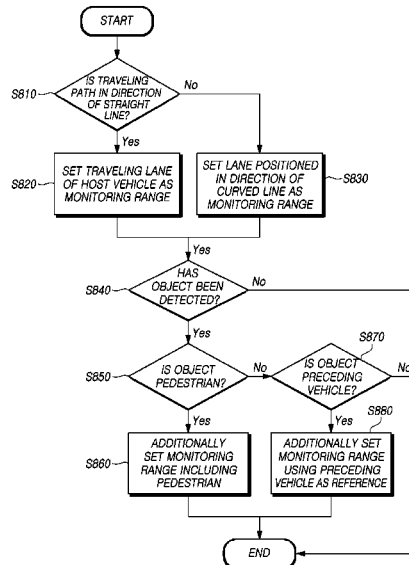 START
S810
IS TRAVELING
PATH IN DIRECTION
OF STRAIGHT
LINE?
No
Yes
S820
SET TRAVELING LANE
OF HOST VEHICLE AS
MONITORING RANGE
SET LANE POSITIONED
IN DIRECTION OF
CURVED LINE AS
MONITORING RANGE
S830
Yes
S840
HAS
OBJECT BEEN
DETECTED?
No
Yes
S850
IS OBJECT
PEDESTRIAN?
No
S870
IS OBJECT
PRECEDING
VEHICLE?
No
Yes
Yes
S860
ADDITIONALLY
SET MONITORING
RANGE INCLUDING
PEDESTRIAN
S880
ADDITIONALLY SET
MONITORING RANGE
USING PRECEDING
VEHICLE AS REFERENCE
END